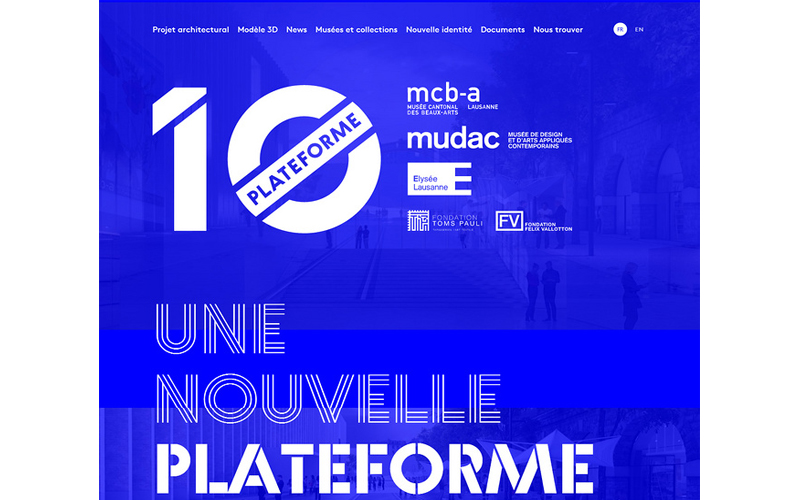 Projet architectural Modèle 3D News Musées et collections Nouvelle identité Documents Nous trouver FR EN
10
PLATEFORME
mcb-a
MUSÉE CANTONAL LAUSANNE
DES BEAUX-ARTS
mudac
MUSÉE DE DESIGN
ET D'ARTS APPLIQUÉS
CONTEMPORAINS
Elysée
Lausanne
FONDATION
TOMS PAULI
FV
FONDATION
FELIX VALLOTTON
UNE
NOUVELLE
PLATEFORME